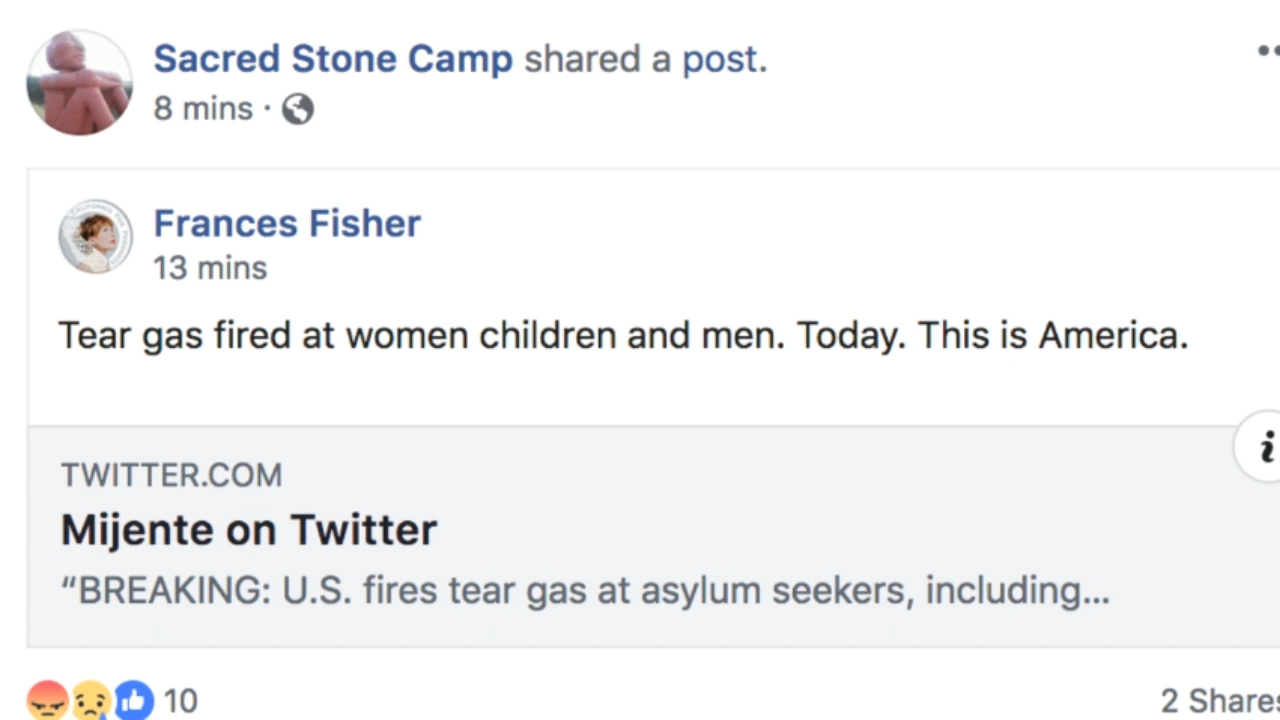 Sacred Stone Camp shared a post.
8 mins ·
Frances Fisher
13 mins
Tear gas fired at women children and men. Today. This is America.
i
TWITTER.COM
Mijente on Twitter
“BREAKING: U.S. fires tear gas at asylum seekers, including...
10
2 Shares